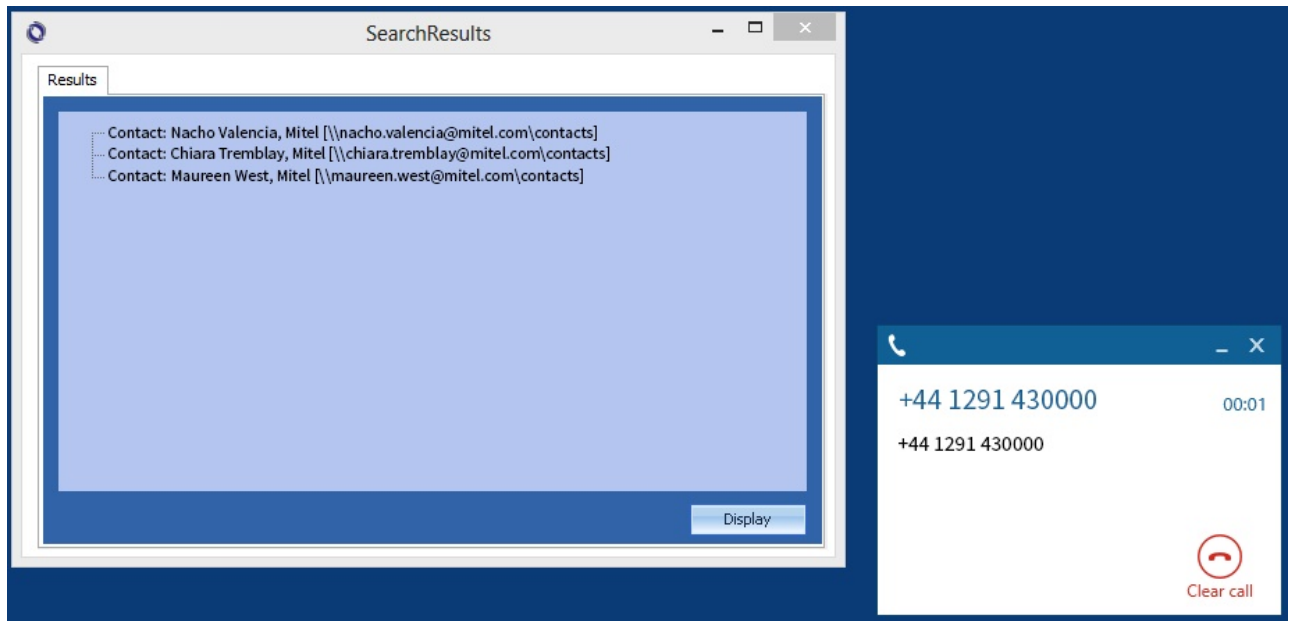 SearchResults
Results
Contact: Nacho Valencia, Mitel [\\nacho.valencia@mitel.com\contacts]
Contact: Chiara Tremblay, Mitel [\\chiara.tremblay@mitel.com\contacts]
Contact: Maureen West, Mitel [\\maureen.west@mitel.com\contacts]
Display
+44 1291 430000
00:01
+44 1291 430000
Clear call